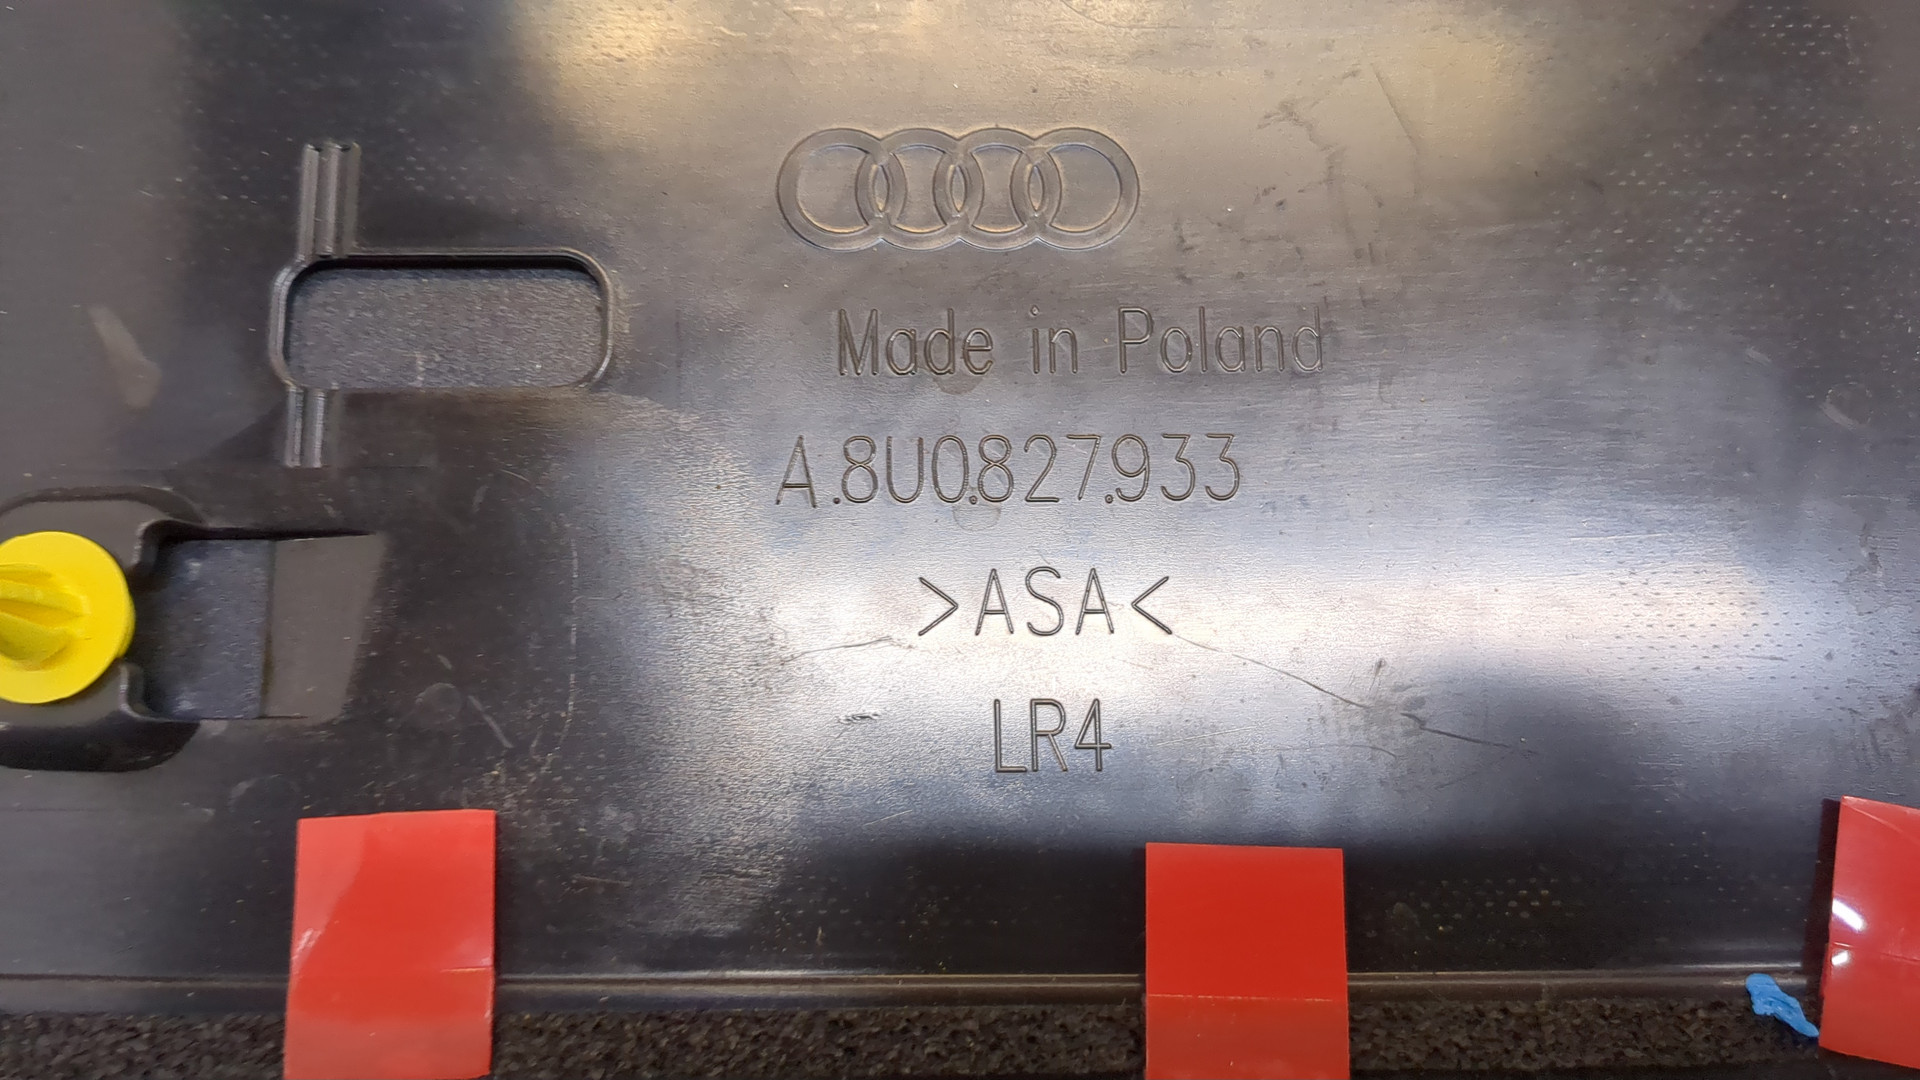 Made in Poland
A.8U0.827.933
>ASA<
LR4